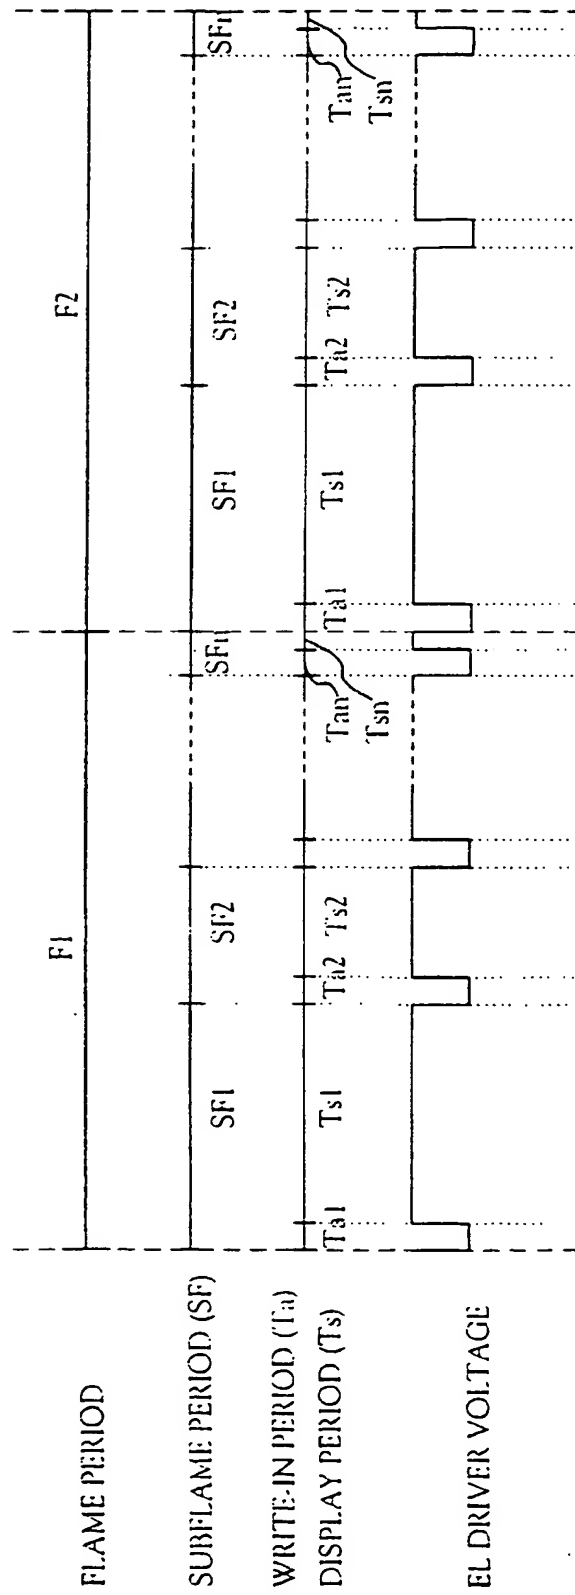 FLAME PERIOD
F1
F2
SUBFLAME PERIOD (SF)
SF1
SF2
SFn
SF1
SF2
SFn
WRITE-IN PERIOD (Ta)
DISPLAY PERIOD (Ts)
Ta1
Ts1
Ta2
Ts2
Tan
Tsn
Ta1
Ts1
Ta2
Ts2
Tan
Tsn
EL DRIVER VOLTAGE